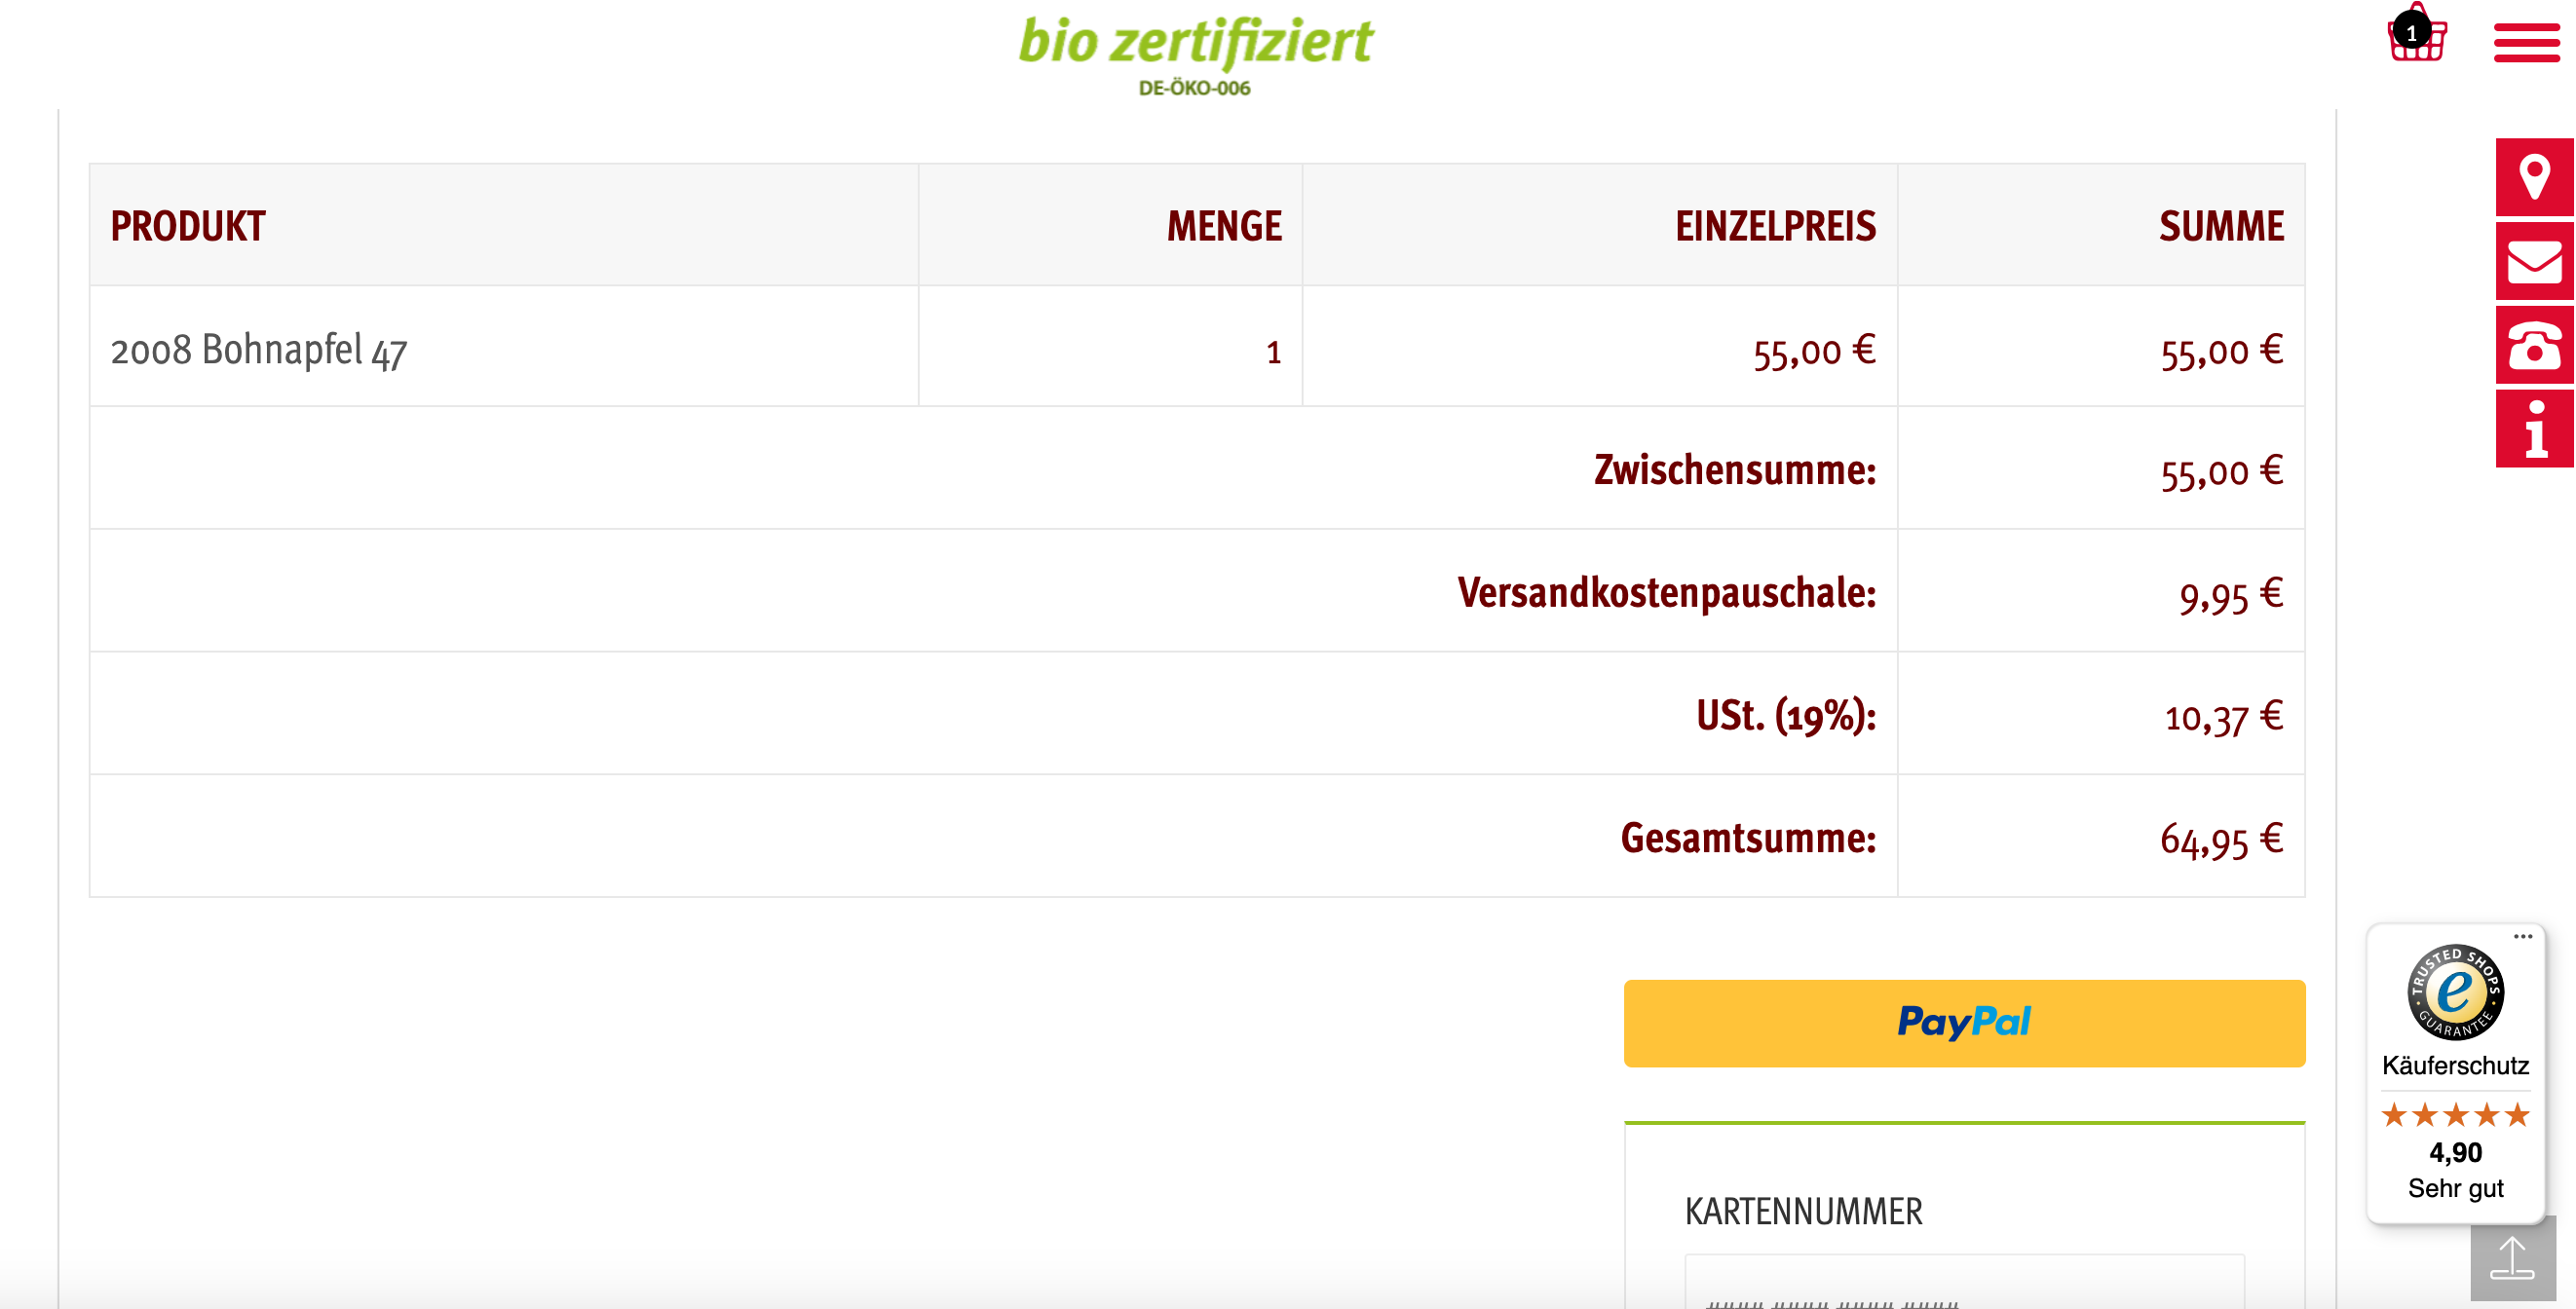 bio zertifiziert
DE-ÖKO-006
1
PRODUKT MENGE EINZELPREIS SUMME
2008 Bohnapfel 47 1 55,00 € 55,00 €
Zwischensumme: 55,00 €
Versandkostenpauschale: 9,95 €
USt. (19%): 10,37 €
Gesamtsumme: 64,95 €
PayPal
TRUSTED SHOPS
e
GUARANTEE
Käuferschutz
4,90
Sehr gut
KARTENNUMMER
#### #### #### ####